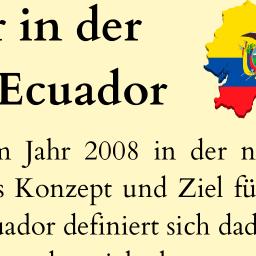 r in der
Ecuador
m Jahr 2008 in der n
s Konzept und Ziel fü
uador definiert sich dad